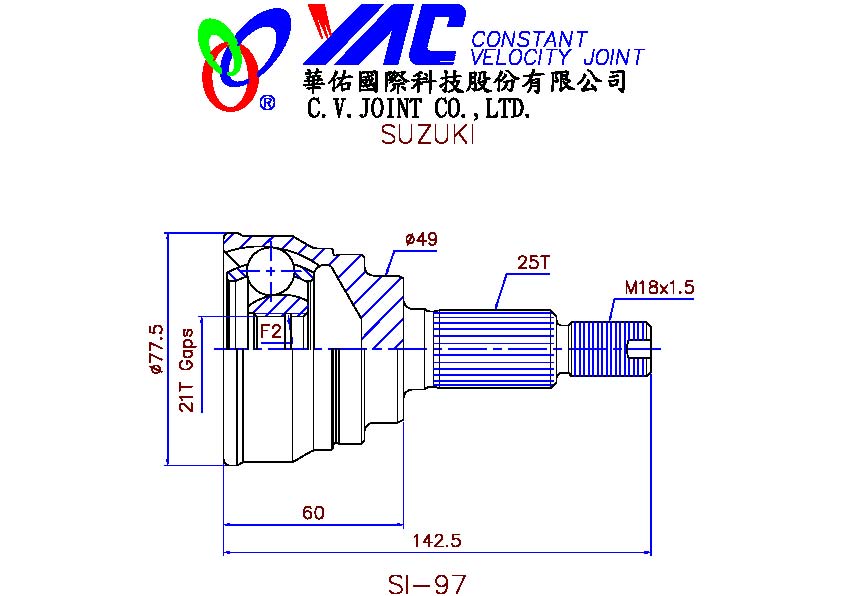 YAC CONSTANT
VELOCITY JOINT
®
華佑國際科技股份有限公司
C.V.JOINT CO.,LTD.
SUZUKI
ø49
25T
M18x1.5
ø77.5
21T Gaps
F2
60
142.5
SI-97